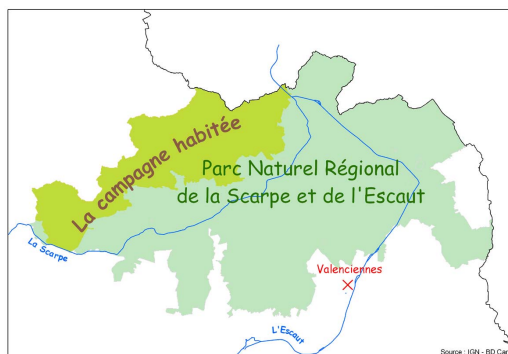 La campagne habitée
Parc Naturel Régional
de la Scarpe et de l'Escaut
La Scarpe
Valenciennes
L'Escaut
Source : IGN - BD Car